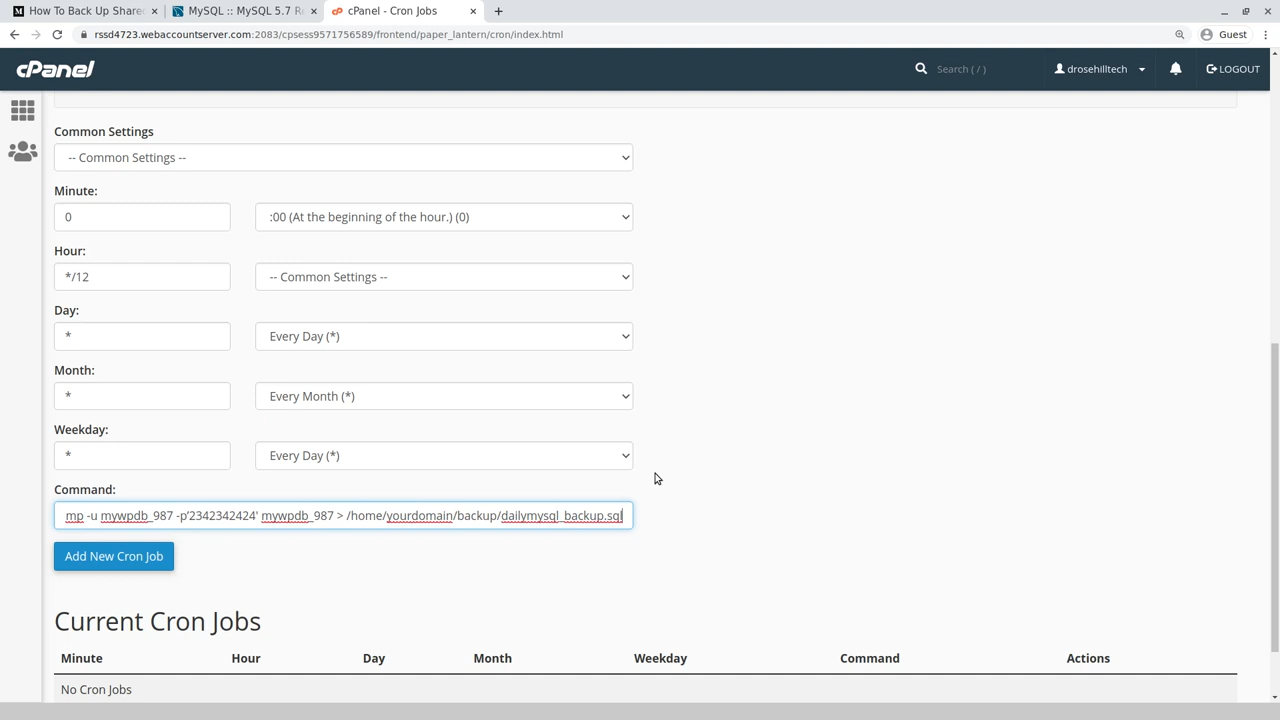 How To Back Up Share
MySQL :: MySQL 5.7 Re
cPanel - Cron Jobs
rssd4723.webaccountserver.com:2083/cpsess9571756589/frontend/paper_lantern/cron/index.html
Guest
cPanel
Search ( / )
drosehilltech
LOGOUT
Common Settings
-- Common Settings --
Minute:
0
:00 (At the beginning of the hour.) (0)
Hour:
*/12
-- Common Settings --
Day:
*
Every Day (*)
Month:
*
Every Month (*)
Weekday:
*
Every Day (*)
Command:
mp -u mywpdb_987 -p'2342342424' mywpdb_987 > /home/yourdomain/backup/dailymysql_backup.sql
Add New Cron Job
Current Cron Jobs
Minute Hour Day Month Weekday Command Actions
No Cron Jobs